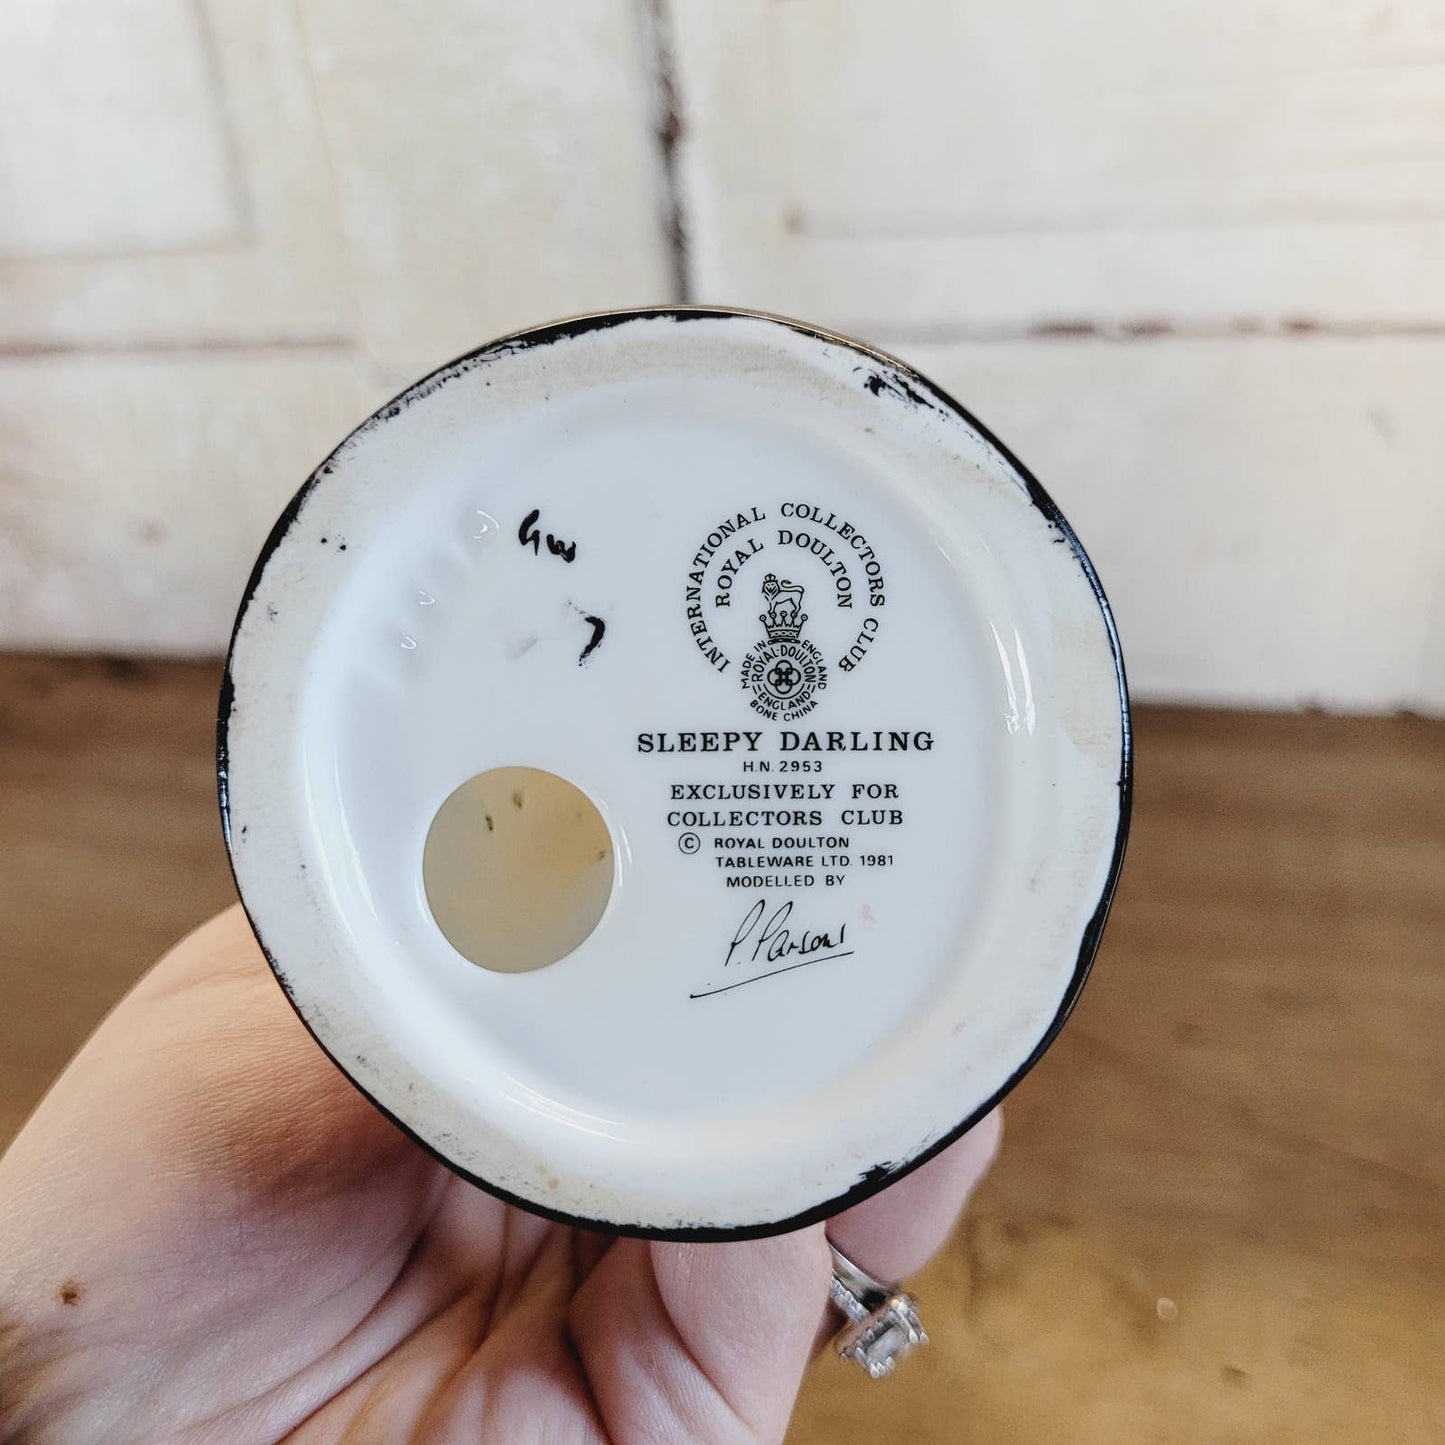 INTERNATIONAL COLLECTORS CLUB
ROYAL DOULTON
MADE IN ENGLAND
ROYAL-DOULTON
ENGLAND
BONE CHINA
SLEEPY DARLING
H.N. 2953
EXCLUSIVELY FOR
COLLECTORS CLUB
© ROYAL DOULTON
TABLEWARE LTD. 1981
MODELLED BY
P. Parsons